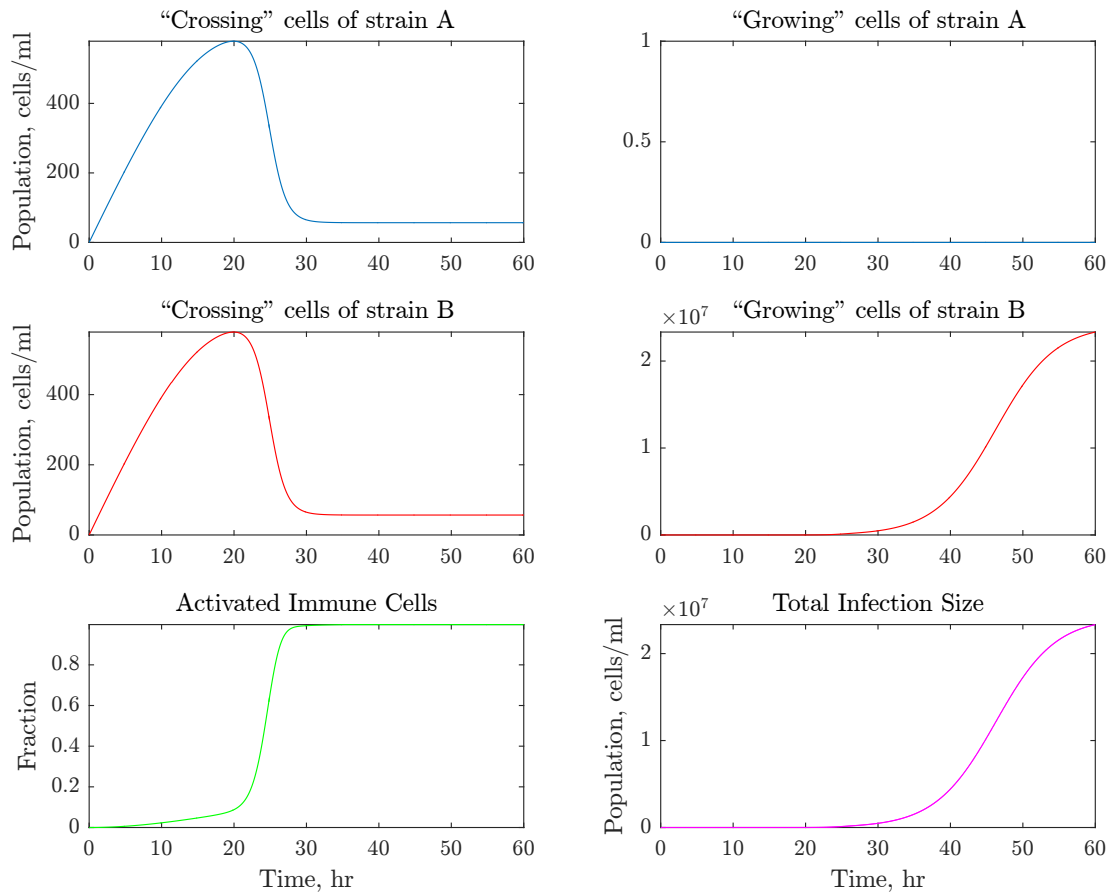 “Crossing” cells of strain A
Population, cells/ml
400
200
0
0 10 20 30 40 50 60
“Growing” cells of strain A
1
0.5
0
0 10 20 30 40 50 60
“Crossing” cells of strain B
Population, cells/ml
400
200
0
0 10 20 30 40 50 60
“Growing” cells of strain B
×10⁷
2
1
0
0 10 20 30 40 50 60
Activated Immune Cells
Fraction
0.8
0.6
0.4
0.2
0
0 10 20 30 40 50 60
Time, hr
Total Infection Size
×10⁷
Population, cells/ml
2
1
0
0 10 20 30 40 50 60
Time, hr